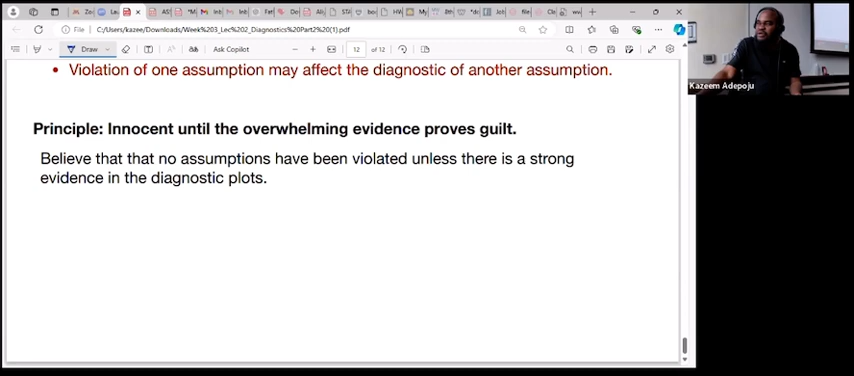 File
C:/Users/kazee/Downloads/Week%203_Lec%202_Diagnostics%20Part2%20(1).pdf
Draw
Ask Copilot
12
of 12
• Violation of one assumption may affect the diagnostic of another assumption.
Principle: Innocent until the overwhelming evidence proves guilt.
Believe that that no assumptions have been violated unless there is a strong
evidence in the diagnostic plots.
Kazeem Adepoju